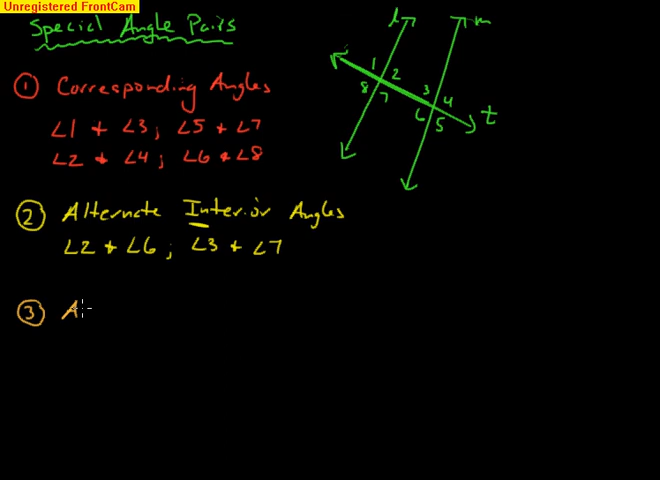 Unregistered FrontCam
Special Angle Pairs
l
m
1
2
3
4
8
7
6
5
t
① Corresponding Angles
∠1 + ∠3 ; ∠5 + ∠7
∠2 + ∠4 ; ∠6 + ∠8
② Alternate Interior Angles
∠2 + ∠6 ; ∠3 + ∠7
③ A